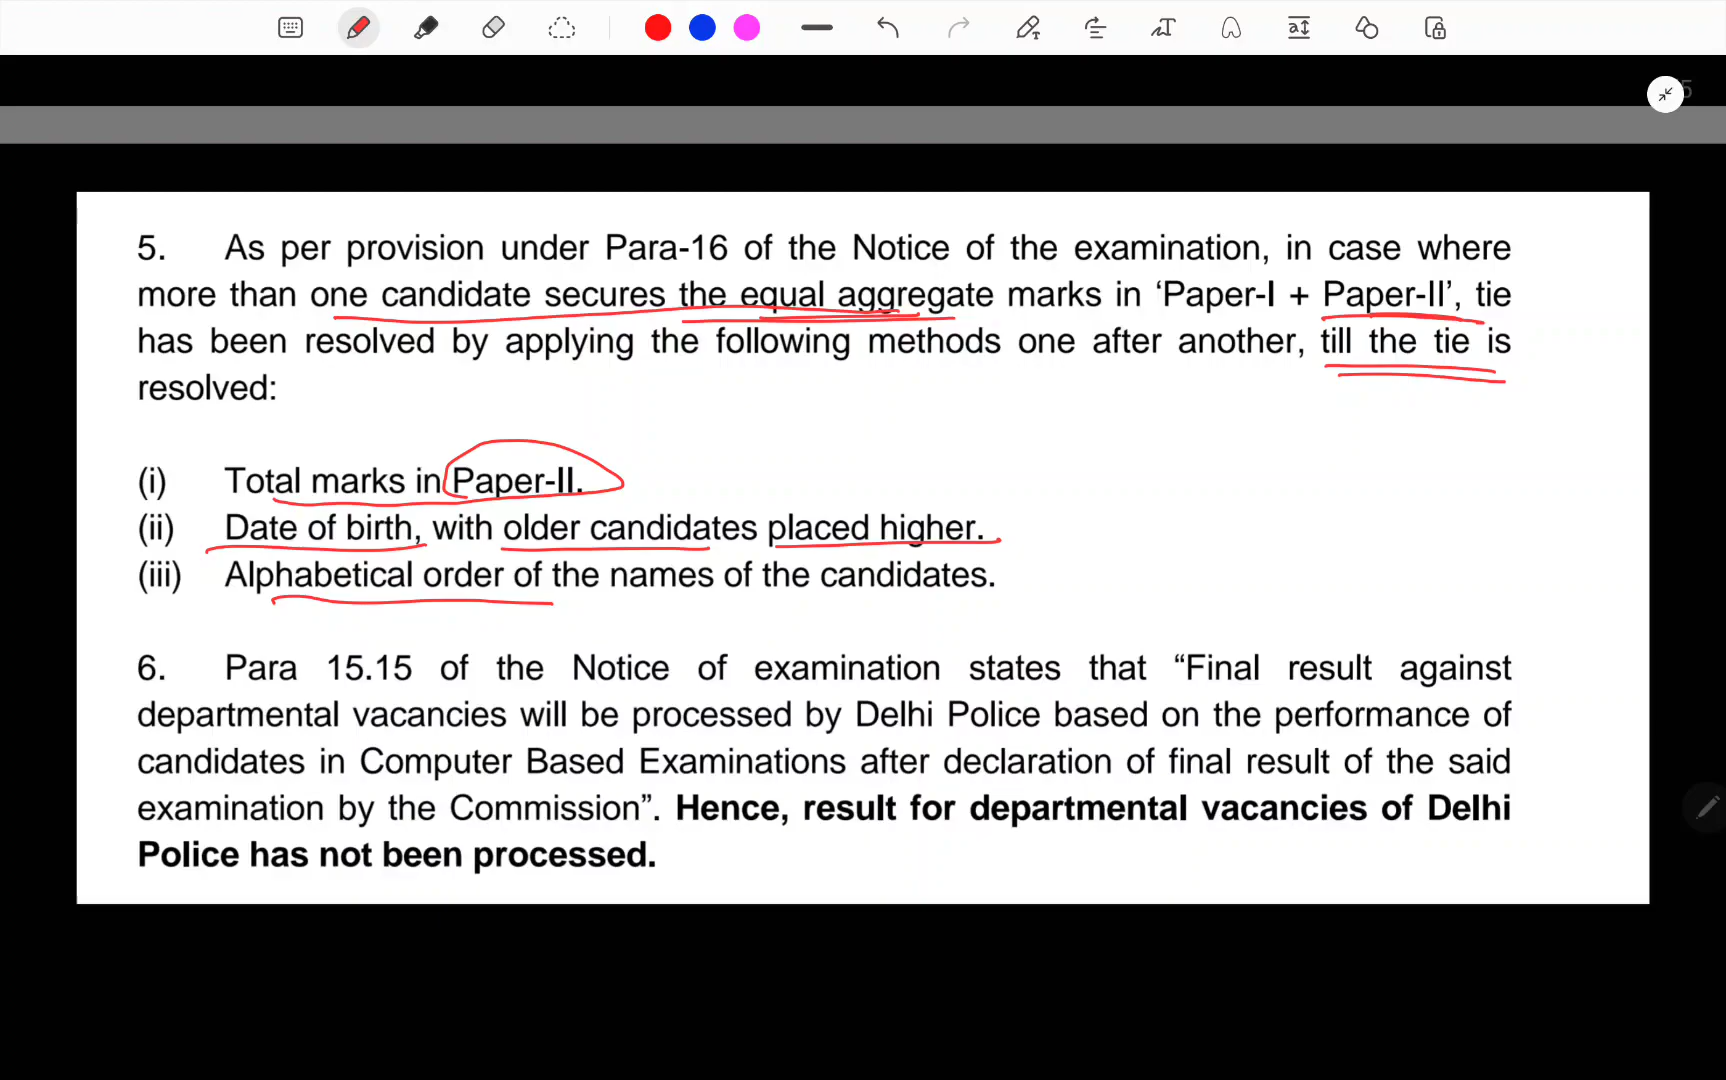 5. As per provision under Para-16 of the Notice of the examination, in case where
more than one candidate secures the equal aggregate marks in ‘Paper-I + Paper-II’, tie
has been resolved by applying the following methods one after another, till the tie is
resolved:
(i) Total marks in Paper-II.
(ii) Date of birth, with older candidates placed higher.
(iii) Alphabetical order of the names of the candidates.
6. Para 15.15 of the Notice of examination states that “Final result against
departmental vacancies will be processed by Delhi Police based on the performance of
candidates in Computer Based Examinations after declaration of final result of the said
examination by the Commission”. Hence, result for departmental vacancies of Delhi
Police has not been processed.